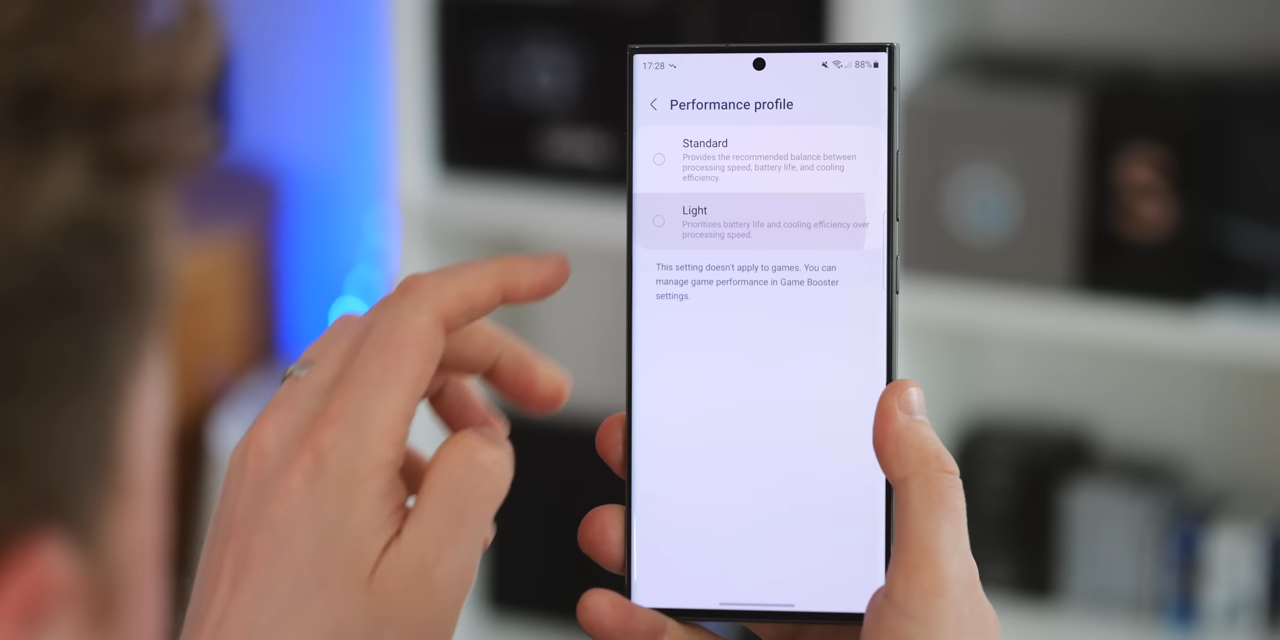 17:28 88%
Performance profile
Standard
Provides the recommended balance between
processing speed, battery life, and cooling
efficiency.
Light
Prioritises battery life and cooling efficiency over
processing speed.
This setting doesn't apply to games. You can
manage game performance in Game Booster
settings.